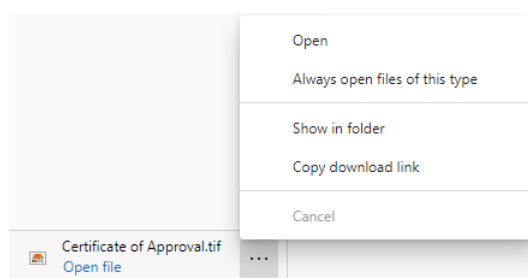 Open
Always open files of this type
Show in folder
Copy download link
Cancel
Certificate of Approval.tif
Open file